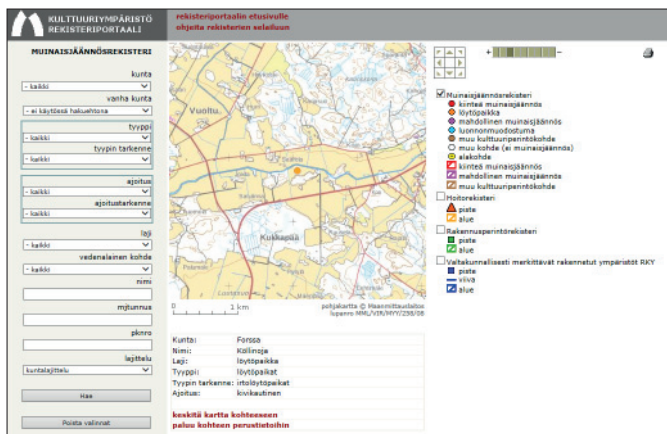 KULTTUURIYMPÄRISTÖ
REKISTERIPORTAALI
rekisteriportaalin etusivulle
ohjeita rekisterien selailuun
MUINAISJÄÄNNÖSREKISTERI
kunta
- kaikki
vanha kunta
- ei käytössä hakuehtona
tyyppi
- kaikki
tyypin tarkenne
- kaikki
ajoitus
- kaikki
ajoitustarkenne
- kaikki
laji
- kaikki
vedenalainen kohde
- kaikki
nimi
mjtunnus
pknro
lajittelu
kuntalajittelu
Hae
Poista valinnat
Vuoltu
Kukkapää
0 1 km
pohjakartta © Maanmittauslaitos
lupanro MML/VIR/MYY/238/08
Kunta: Forssa
Nimi: Köllinoja
Laji: löytöpaikka
Tyyppi: löytöpaikat
Tyypin tarkenne: irtolöytöpaikat
Ajoitus: kivikautinen
keskitä kartta kohteeseen
paluu kohteen perustietoihin
+ -
Muinaisjäännösrekisteri
kiinteä muinaisjäännös
löytöpaikka
mahdollinen muinaisjäännös
luonnonmuodostuma
muu kulttuuriperintökohde
muu kohde (ei muinaisjäännös)
alakohde
kiinteä muinaisjäännös
mahdollinen muinaisjäännös
muu kulttuuriperintökohde
Hoitorekisteri
piste
alue
Rakennusperintörekisteri
piste
alue
Valtakunnallisesti merkittävät rakennetut ympäristöt RKY
piste
viiva
alue